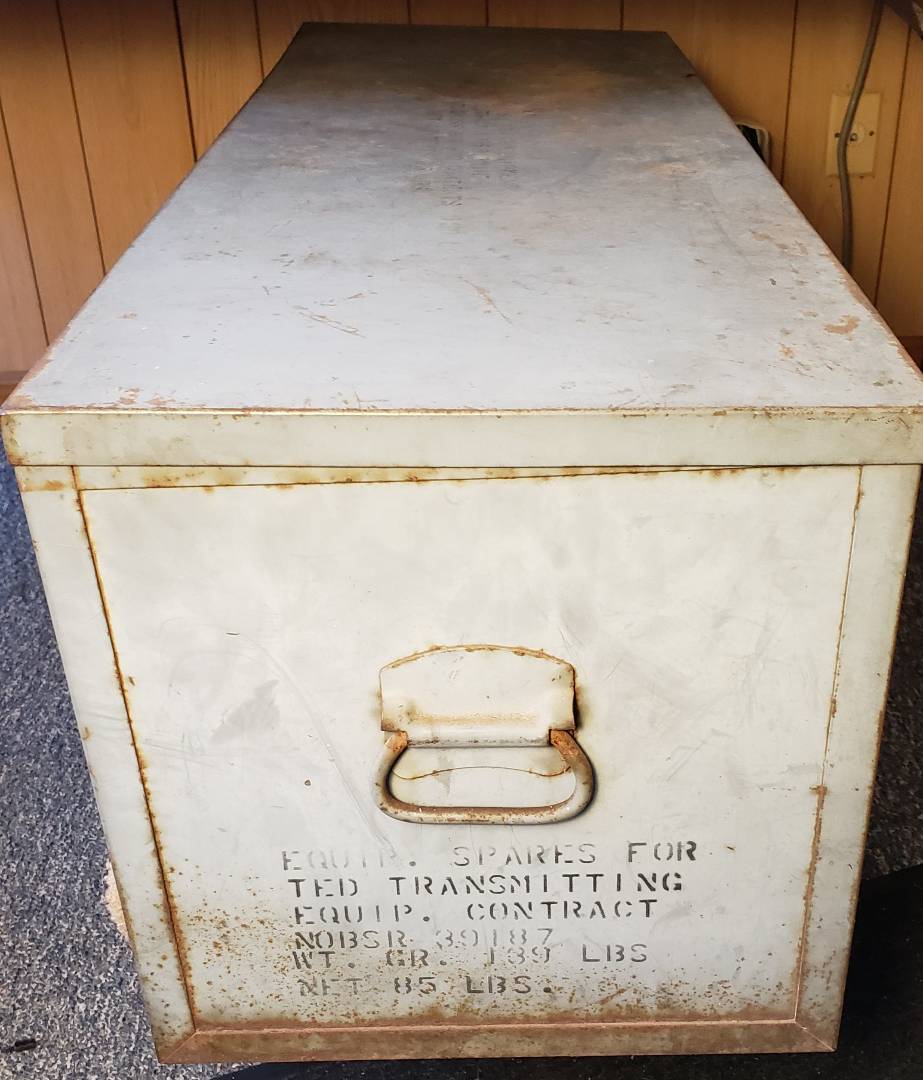 EQUIP. SPARES FOR
TED TRANSMITTING
EQUIP. CONTRACT
NOBSR 39187
WT. GR. 139 LBS
NET 85 LBS.